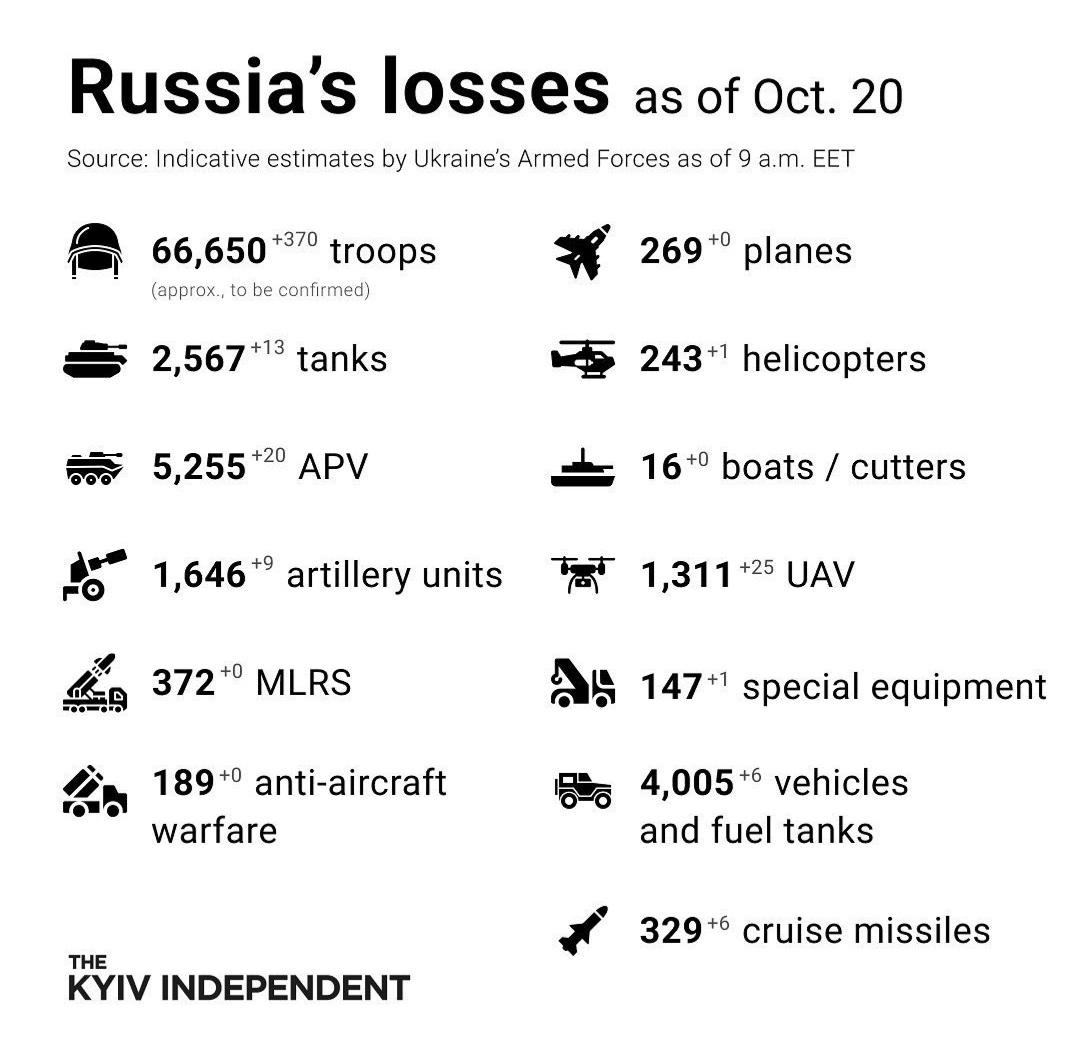 Russia’s losses as of Oct. 20
Source: Indicative estimates by Ukraine’s Armed Forces as of 9 a.m. EET
66,650 +370 troops
(approx., to be confirmed)
2,567 +13 tanks
5,255 +20 APV
1,646 +9 artillery units
372 +0 MLRS
189 +0 anti-aircraft
warfare
269 +0 planes
243 +1 helicopters
16 +0 boats / cutters
1,311 +25 UAV
147 +1 special equipment
4,005 +6 vehicles
and fuel tanks
329 +6 cruise missiles
THE
KYIV INDEPENDENT